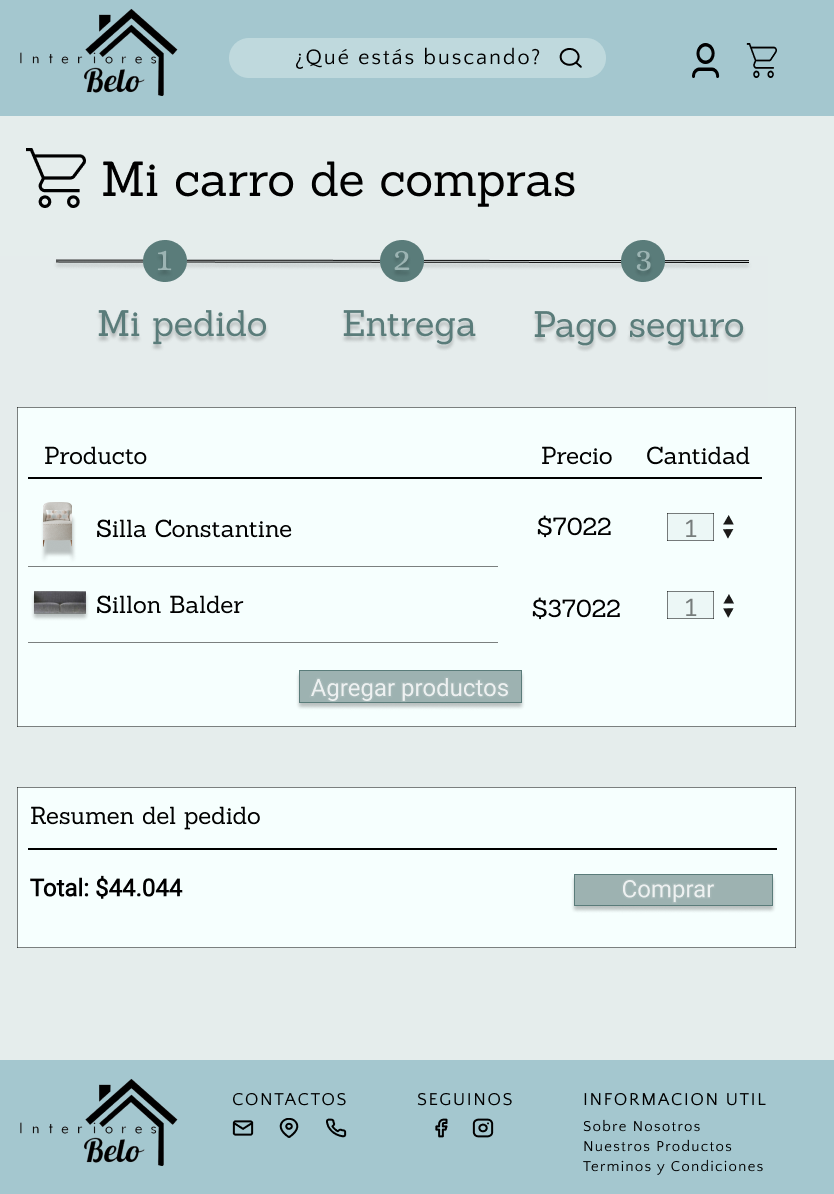 Interiores
Belo
¿Qué estás buscando?
Mi carro de compras
1 2 3
Mi pedido Entrega Pago seguro
Producto Precio Cantidad
Silla Constantine $7022 1
Sillon Balder $37022 1
Agregar productos
Resumen del pedido
Total: $44.044 Comprar
CONTACTOS SEGUINOS INFORMACION UTIL
Interiores
Belo
Sobre Nosotros
Nuestros Productos
Terminos y Condiciones